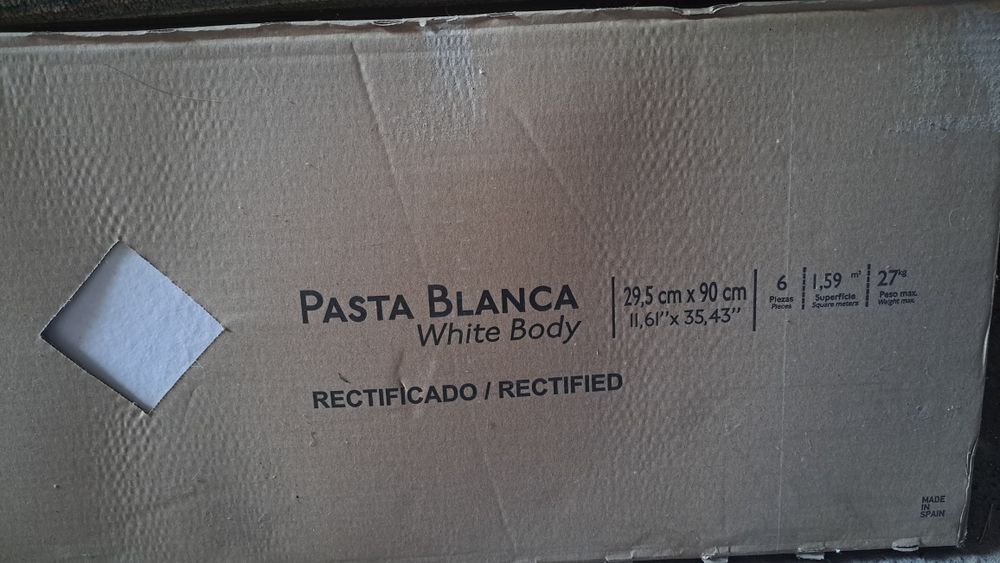 PASTA BLANCA
White Body
29,5 cm x 90 cm
11,61’’x 35,43’’
6
Piezas
Pieces
1,59 m²
Superficie
Square meters
27kg
Peso max.
Weight max.
RECTIFICADO / RECTIFIED
MADE
IN
SPAIN